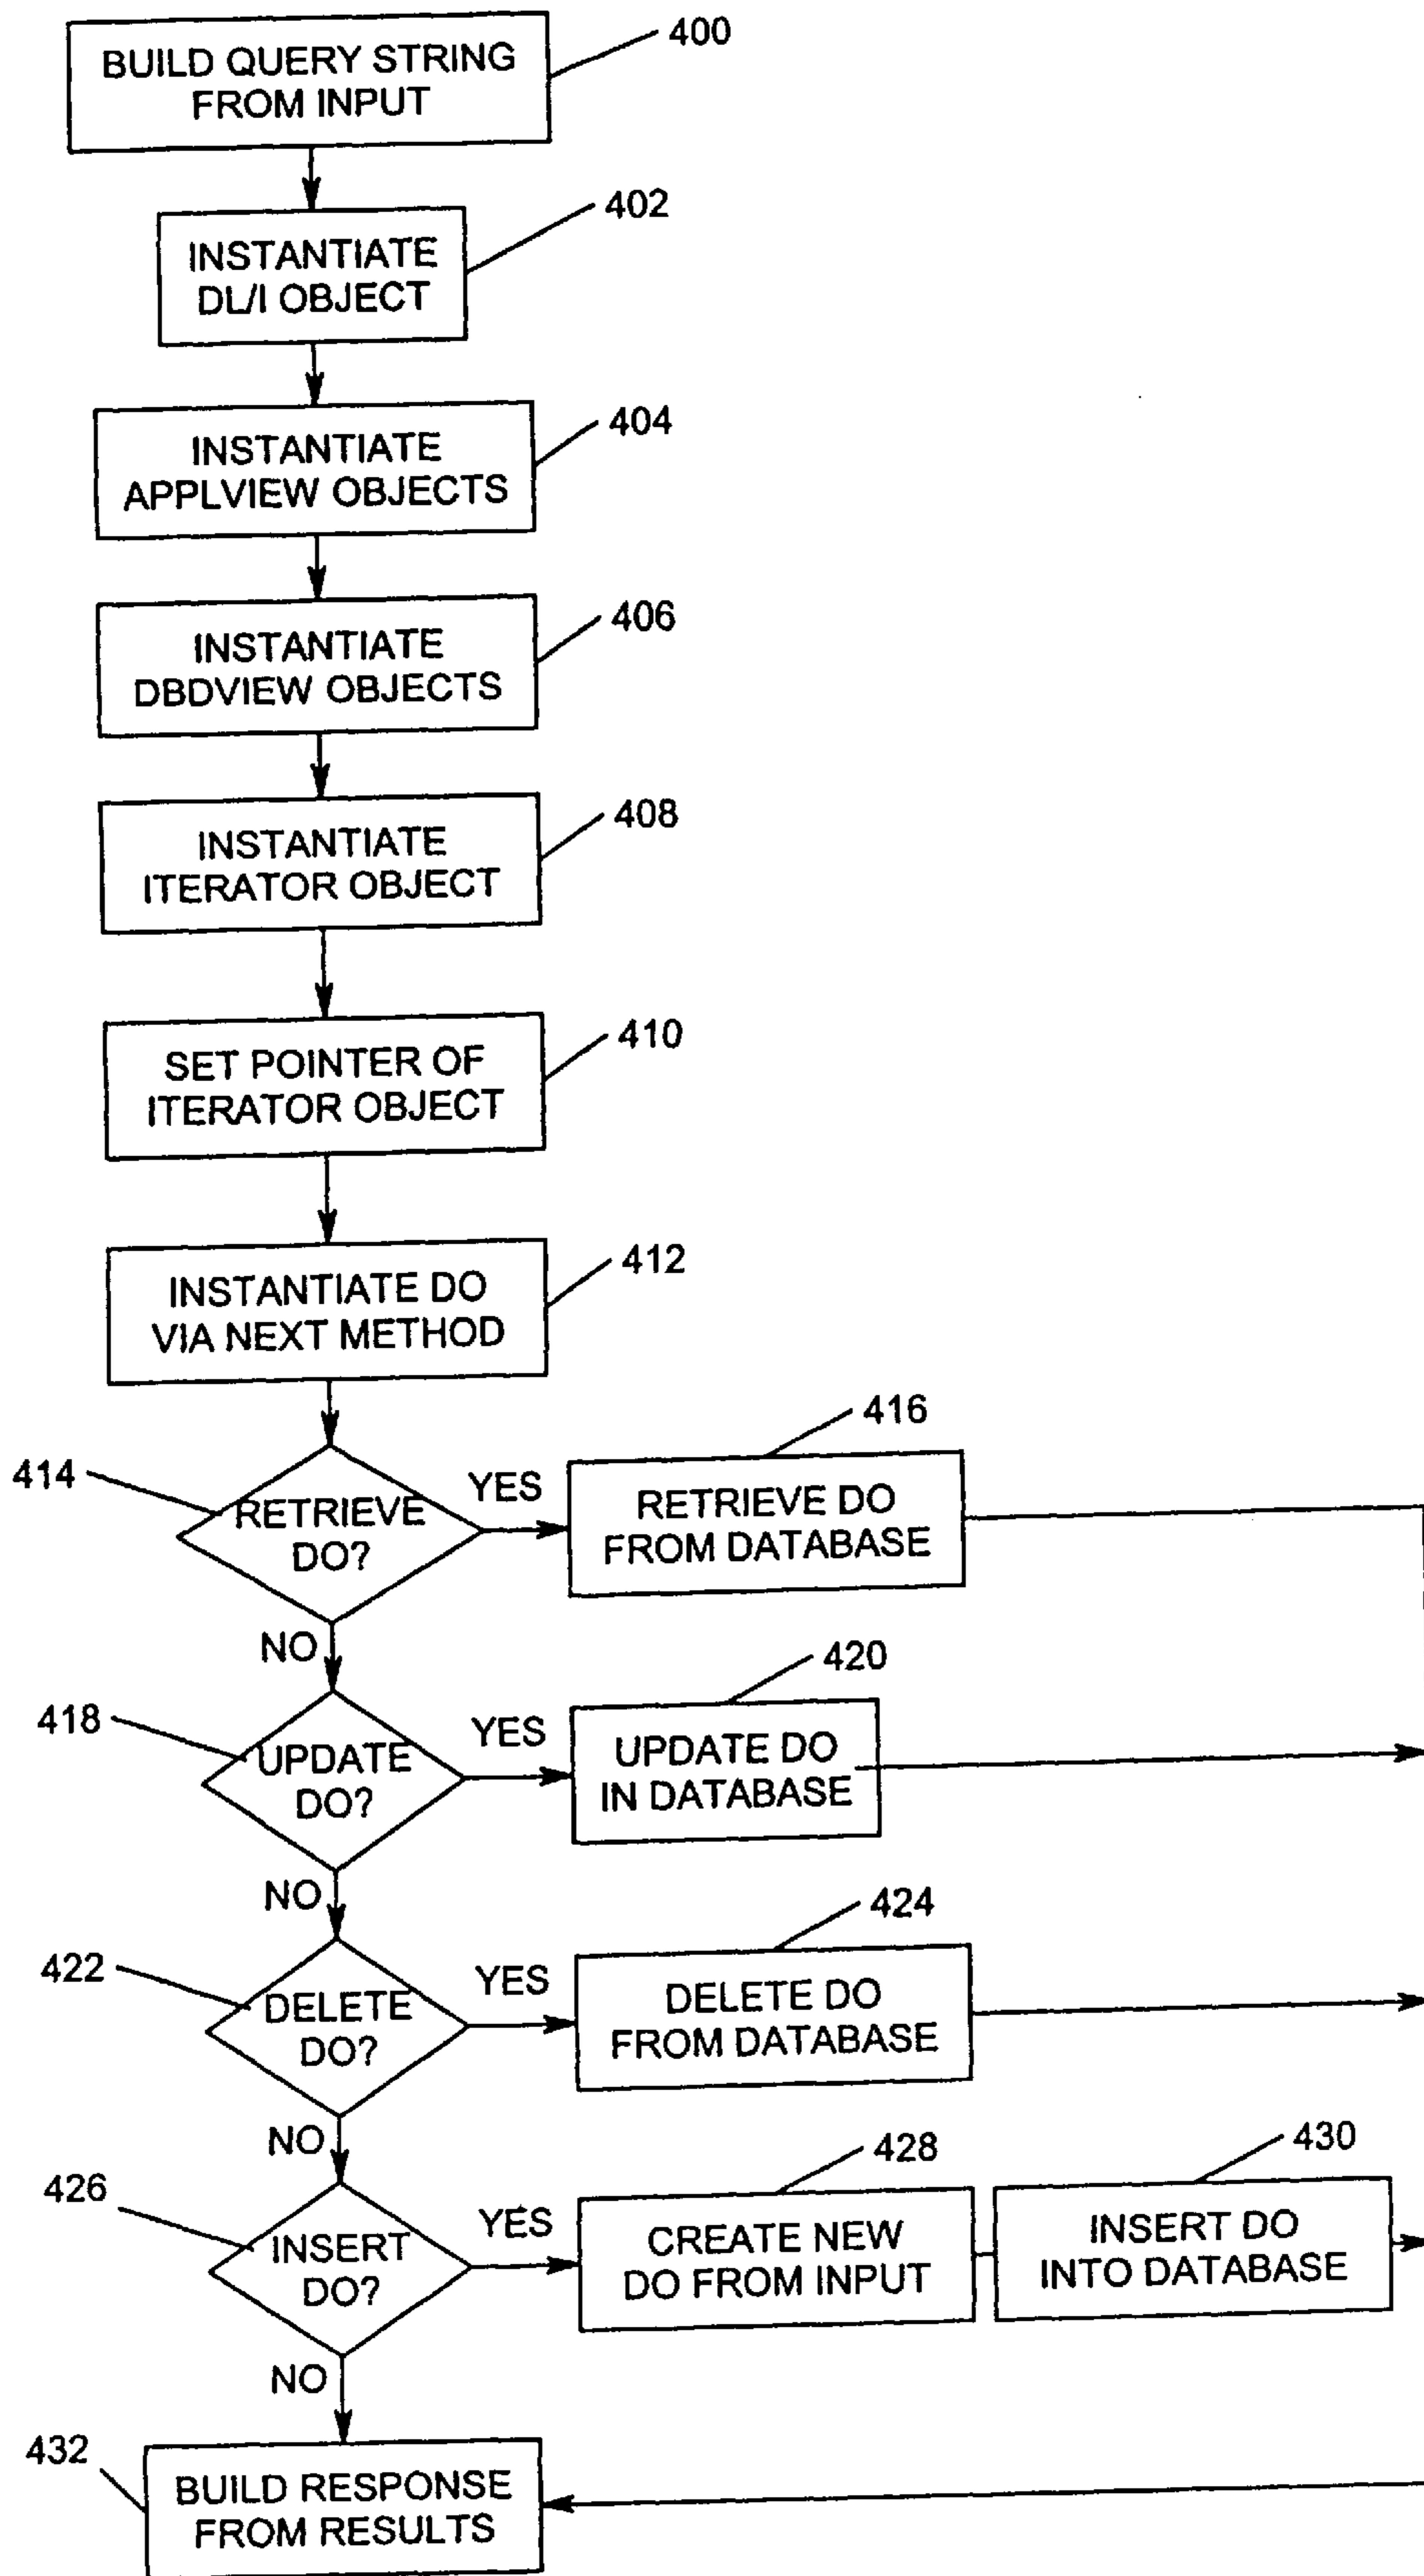 400
BUILD QUERY STRING
FROM INPUT
402
INSTANTIATE
DL/I OBJECT
404
INSTANTIATE
APPLVIEW OBJECTS
406
INSTANTIATE
DBDVIEW OBJECTS
408
INSTANTIATE
ITERATOR OBJECT
410
SET POINTER OF
ITERATOR OBJECT
412
INSTANTIATE DO
VIA NEXT METHOD
414
RETRIEVE
DO?
YES
416
RETRIEVE DO
FROM DATABASE
NO
418
UPDATE
DO?
YES
420
UPDATE DO
IN DATABASE
NO
422
DELETE
DO?
YES
424
DELETE DO
FROM DATABASE
NO
426
INSERT
DO?
YES
428
CREATE NEW
DO FROM INPUT
430
INSERT DO
INTO DATABASE
NO
432
BUILD RESPONSE
FROM RESULTS